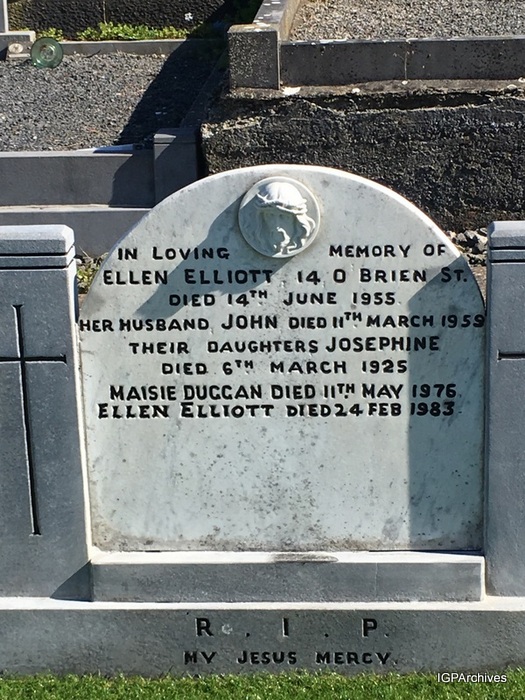 IN LOVING MEMORY OF
ELLEN ELLIOTT 14 O BRIEN ST.
DIED 14TH JUNE 1955
HER HUSBAND JOHN DIED 11TH MARCH 1959
THEIR DAUGHTERS JOSEPHINE
DIED 6TH MARCH 1925
MAISIE DUGGAN DIED 11TH MAY 1976.
ELLEN ELLIOTT DIED 24 FEB 1983.
R. I. P.
MY JESUS MERCY.
IGPArchives